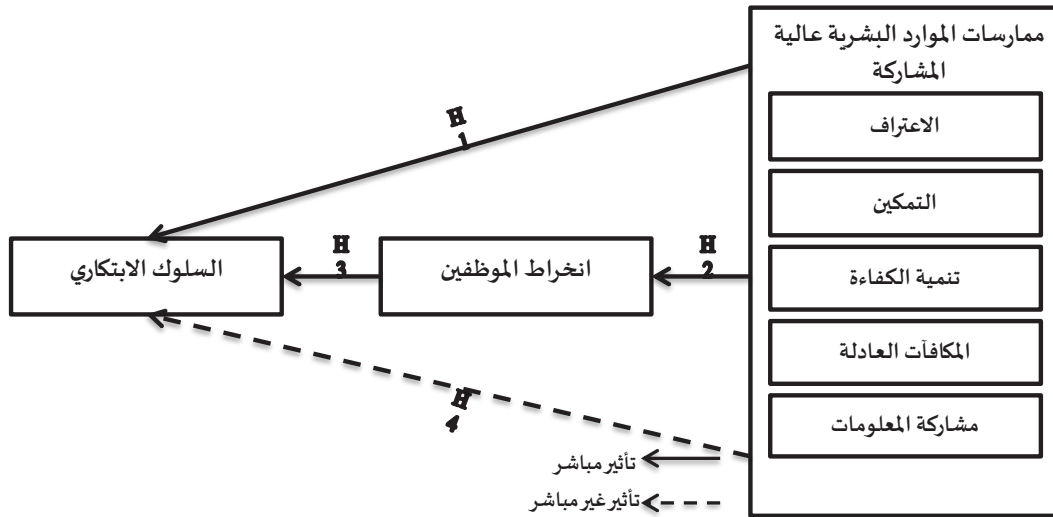 ممارسات الموارد البشرية عالية
المشاركة
الاعتراف
التمكين
تنمية الكفاءة
المكافآت العادلة
مشاركة المعلومات
H
1
H
2
انخراط الموظفين
H
3
السلوك الابتكاري
H
4
تأثير مباشر
تأثير غير مباشر